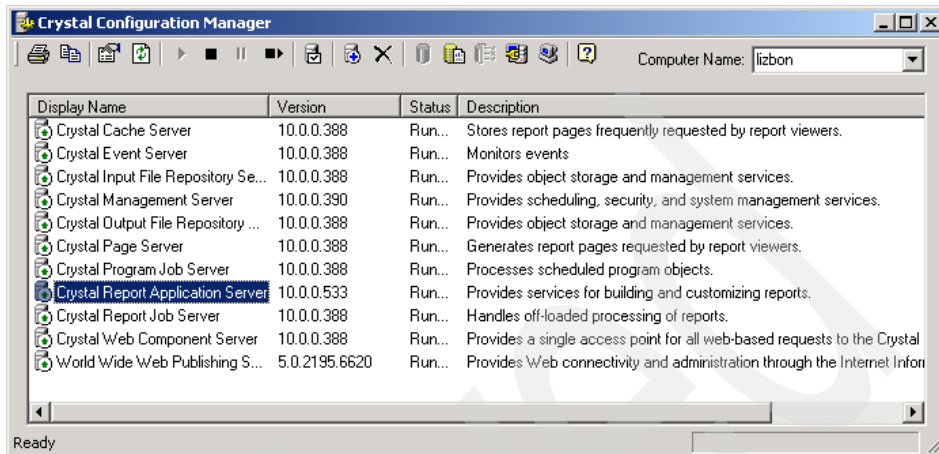 Crystal Configuration Manager
Computer Name: lizbon
Display Name Version Status Description
Crystal Cache Server 10.0.0.388 Run... Stores report pages frequently requested by report viewers.
Crystal Event Server 10.0.0.388 Run... Monitors events
Crystal Input File Repository Se... 10.0.0.388 Run... Provides object storage and management services.
Crystal Management Server 10.0.0.390 Run... Provides scheduling, security, and system management services.
Crystal Output File Repository ... 10.0.0.388 Run... Provides object storage and management services.
Crystal Page Server 10.0.0.388 Run... Generates report pages requested by report viewers.
Crystal Program Job Server 10.0.0.388 Run... Processes scheduled program objects.
Crystal Report Application Server 10.0.0.533 Run... Provides services for building and customizing reports.
Crystal Report Job Server 10.0.0.388 Run... Handles off-loaded processing of reports.
Crystal Web Component Server 10.0.0.388 Run... Provides a single access point for all web-based requests to the Crystal
World Wide Web Publishing S... 5.0.2195.6620 Run... Provides Web connectivity and administration through the Internet Infor
Ready